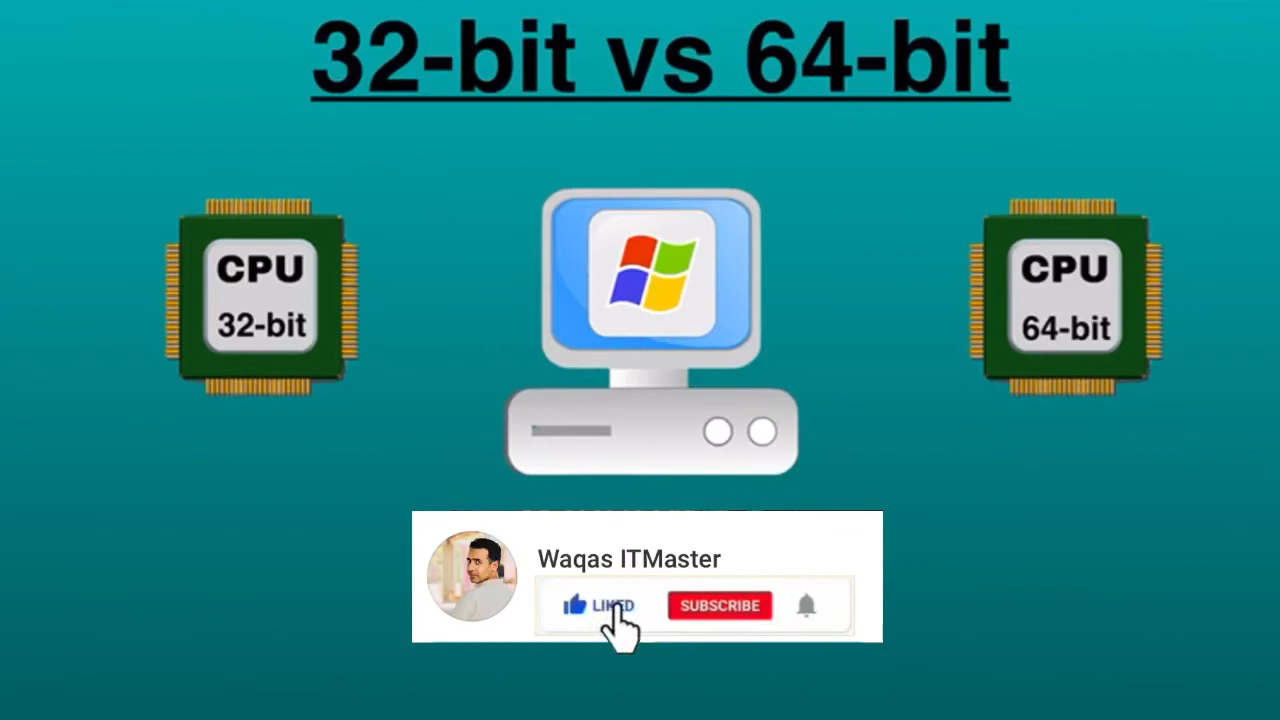 32-bit vs 64-bit
CPU
32-bit
CPU
64-bit
Waqas ITMaster
LIKED
SUBSCRIBE